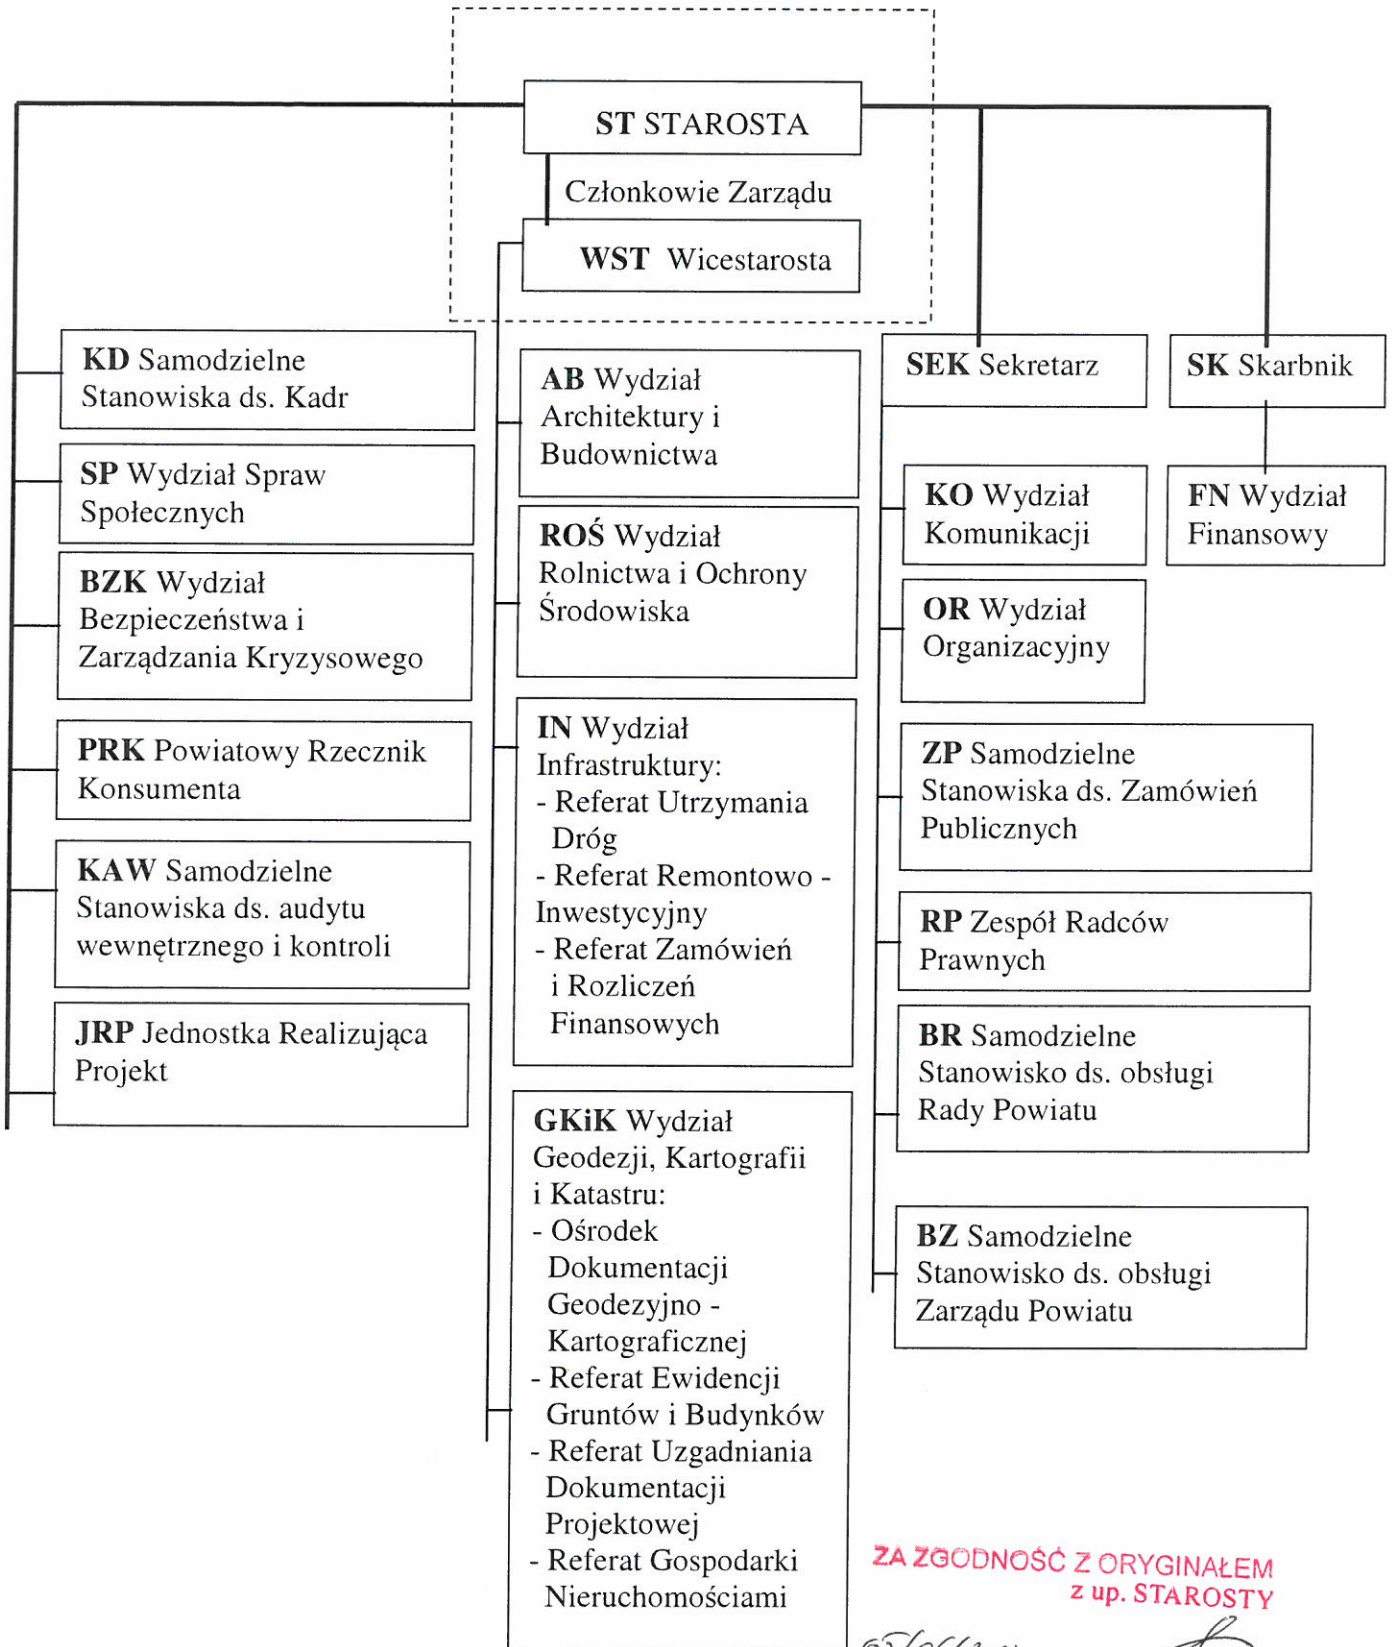 ST STAROSTA
Członkowie Zarządu
WST Wicestarosta
KD Samodzielne
Stanowiska ds. Kadr
SP Wydział Spraw
Społecznych
BZK Wydział
Bezpieczeństwa i
Zarządzania Kryzysowego
PRK Powiatowy Rzecznik
Konsumenta
KAW Samodzielne
Stanowiska ds. audytu
wewnętrznego i kontroli
JRP Jednostka Realizująca
Projekt
AB Wydział
Architektury i
Budownictwa
ROŚ Wydział
Rolnictwa i Ochrony
Środowiska
IN Wydział
Infrastruktury:
- Referat Utrzymania
Dróg
- Referat Remontowo -
Inwestycyjny
- Referat Zamówień
i Rozliczeń
Finansowych
GKiK Wydział
Geodezji, Kartografii
i Katastru:
- Ośrodek
Dokumentacji
Geodezyjno -
Kartograficznej
- Referat Ewidencji
Gruntów i Budynków
- Referat Uzgadniania
Dokumentacji
Projektowej
- Referat Gospodarki
Nieruchomościami
SEK Sekretarz
KO Wydział
Komunikacji
OR Wydział
Organizacyjny
ZP Samodzielne
Stanowiska ds. Zamówień
Publicznych
RP Zespół Radców
Prawnych
BR Samodzielne
Stanowisko ds. obsługi
Rady Powiatu
BZ Samodzielne
Stanowisko ds. obsługi
Zarządu Powiatu
SK Skarbnik
FN Wydział
Finansowy
ZA ZGODNOŚĆ Z ORYGINAŁEM
z up. STAROSTY